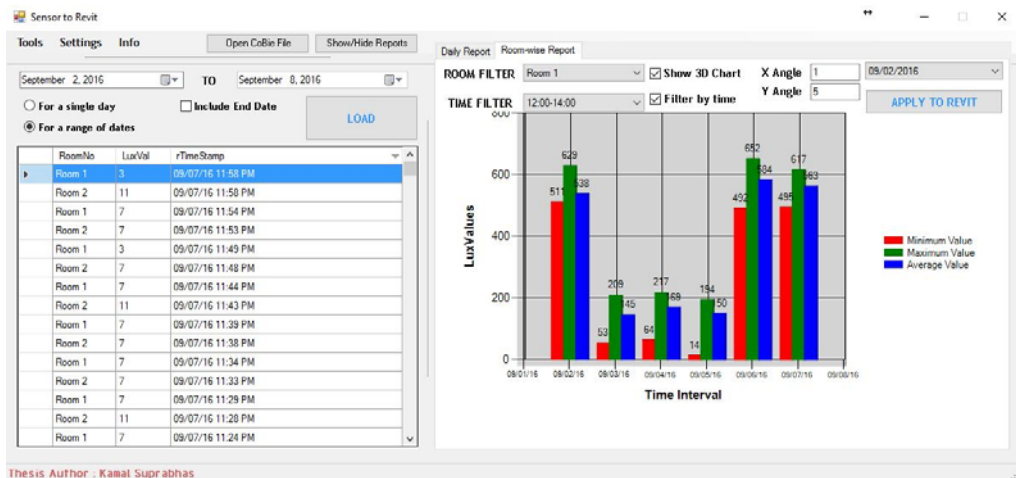 Sensor to Revit
Tools Settings Info Open CoBie File Show/Hide Reports
Daily Report Room-wise Report
September 2, 2016 TO September 8, 2016
For a single day Include End Date
For a range of dates
LOAD
RoomNo LuxVal rTimeStamp
Room 1 3 09/07/16 11:58 PM
Room 2 11 09/07/16 11:58 PM
Room 1 7 09/07/16 11:54 PM
Room 2 7 09/07/16 11:53 PM
Room 1 3 09/07/16 11:49 PM
Room 2 7 09/07/16 11:48 PM
Room 1 7 09/07/16 11:44 PM
Room 2 11 09/07/16 11:43 PM
Room 1 7 09/07/16 11:39 PM
Room 2 7 09/07/16 11:38 PM
Room 1 7 09/07/16 11:34 PM
Room 2 7 09/07/16 11:33 PM
Room 1 7 09/07/16 11:29 PM
Room 2 11 09/07/16 11:28 PM
Room 1 7 09/07/16 11:24 PM
ROOM FILTER Room 1 Show 3D Chart X Angle 1 09/02/2016
TIME FILTER 12:00-14:00 Filter by time Y Angle 5 APPLY TO REVIT
800
600
400
200
0
LuxValues
511 629 538
53 209 145
64 217 169
14 194 150
492 652 584
495 617 563
09/01/16 09/02/16 09/03/16 09/04/16 09/05/16 09/06/16 09/07/16 09/08/16
Time Interval
Minimum Value
Maximum Value
Average Value
Thesis Author : Kamal Suprabhas